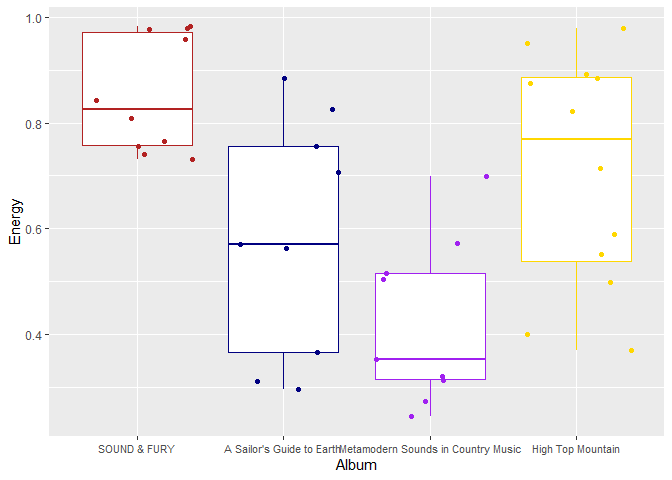 1.0
0.8
0.6
0.4
Energy
SOUND & FURY A Sailor's Guide to Earth Metamodern Sounds in Country Music High Top Mountain
Album